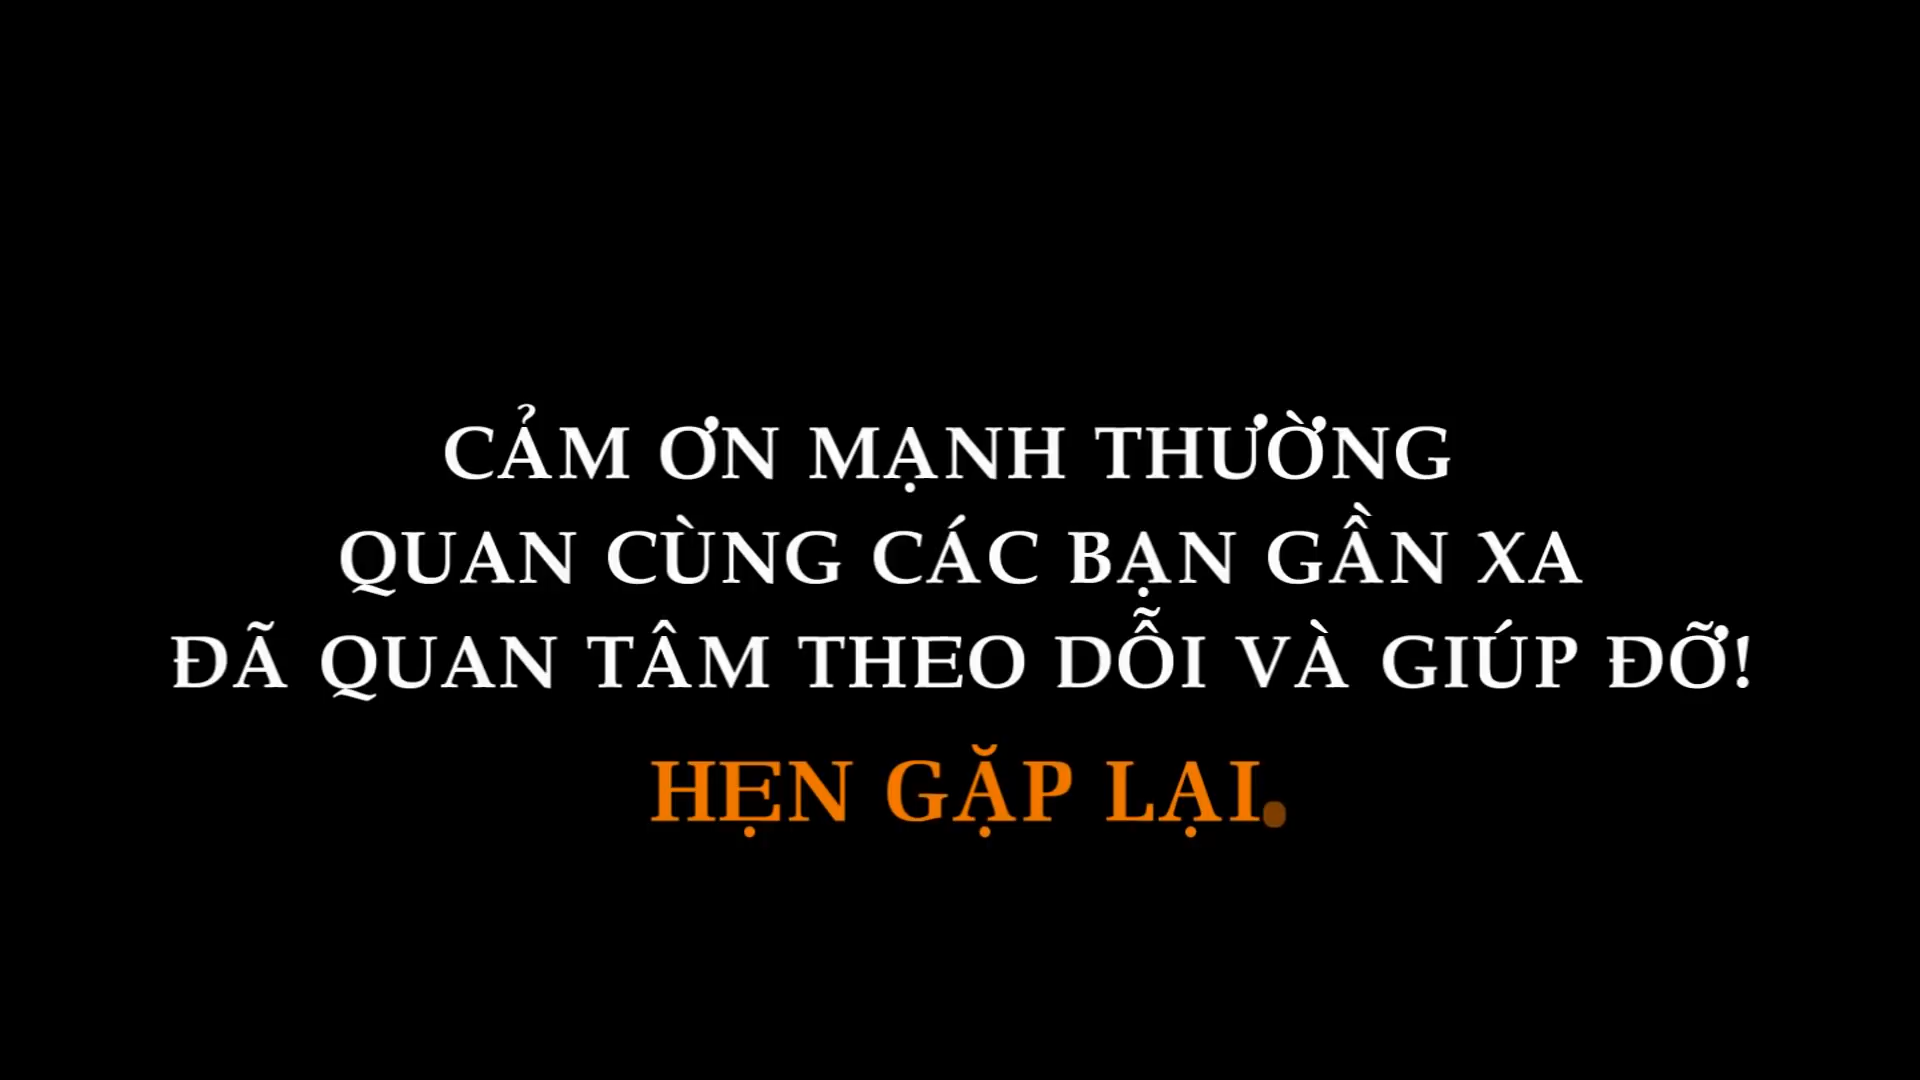 CẢM ƠN MẠNH THƯỜNG
QUAN CÙNG CÁC BẠN GẦN XA
ĐÃ QUAN TÂM THEO DỖI VÀ GIÚP ĐỠ!
HẸN GẶP LẠI.